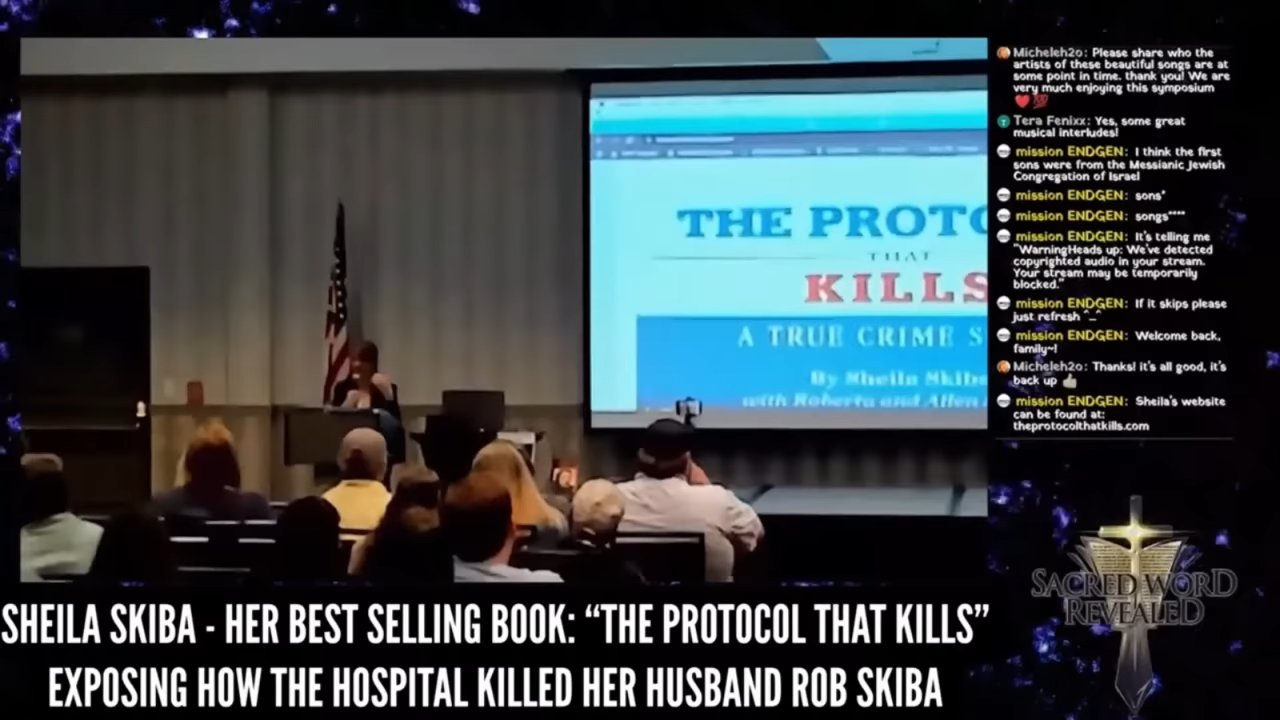 THE PROTO
THAT
KILLS
A TRUE CRIME S
By Sheila Skib
with Roberta and Allen
Micheleh2o: Please share who the
artists of these beautiful songs are at
some point in time. thank you! We are
very much enjoying this symposium
❤️💯
Tera Fenixx: Yes, some great
musical interludes!
mission ENDGEN: I think the first
sons were from the Messianic Jewish
Congregation of Israel
mission ENDGEN: sons*
mission ENDGEN: songs****
mission ENDGEN: It's telling me
"WarningHeads up: We've detected
copyrighted audio in your stream.
Your stream may be temporarily
blocked."
mission ENDGEN: If it skips please
just refresh ^_^
mission ENDGEN: Welcome back,
family~!
Micheleh2o: Thanks! it's all good, it's
back up 👍
mission ENDGEN: Sheila's website
can be found at:
theprotocolthatkills.com
SACRED WORD
REVEALED
SHEILA SKIBA - HER BEST SELLING BOOK: “THE PROTOCOL THAT KILLS”
EXPOSING HOW THE HOSPITAL KILLED HER HUSBAND ROB SKIBA